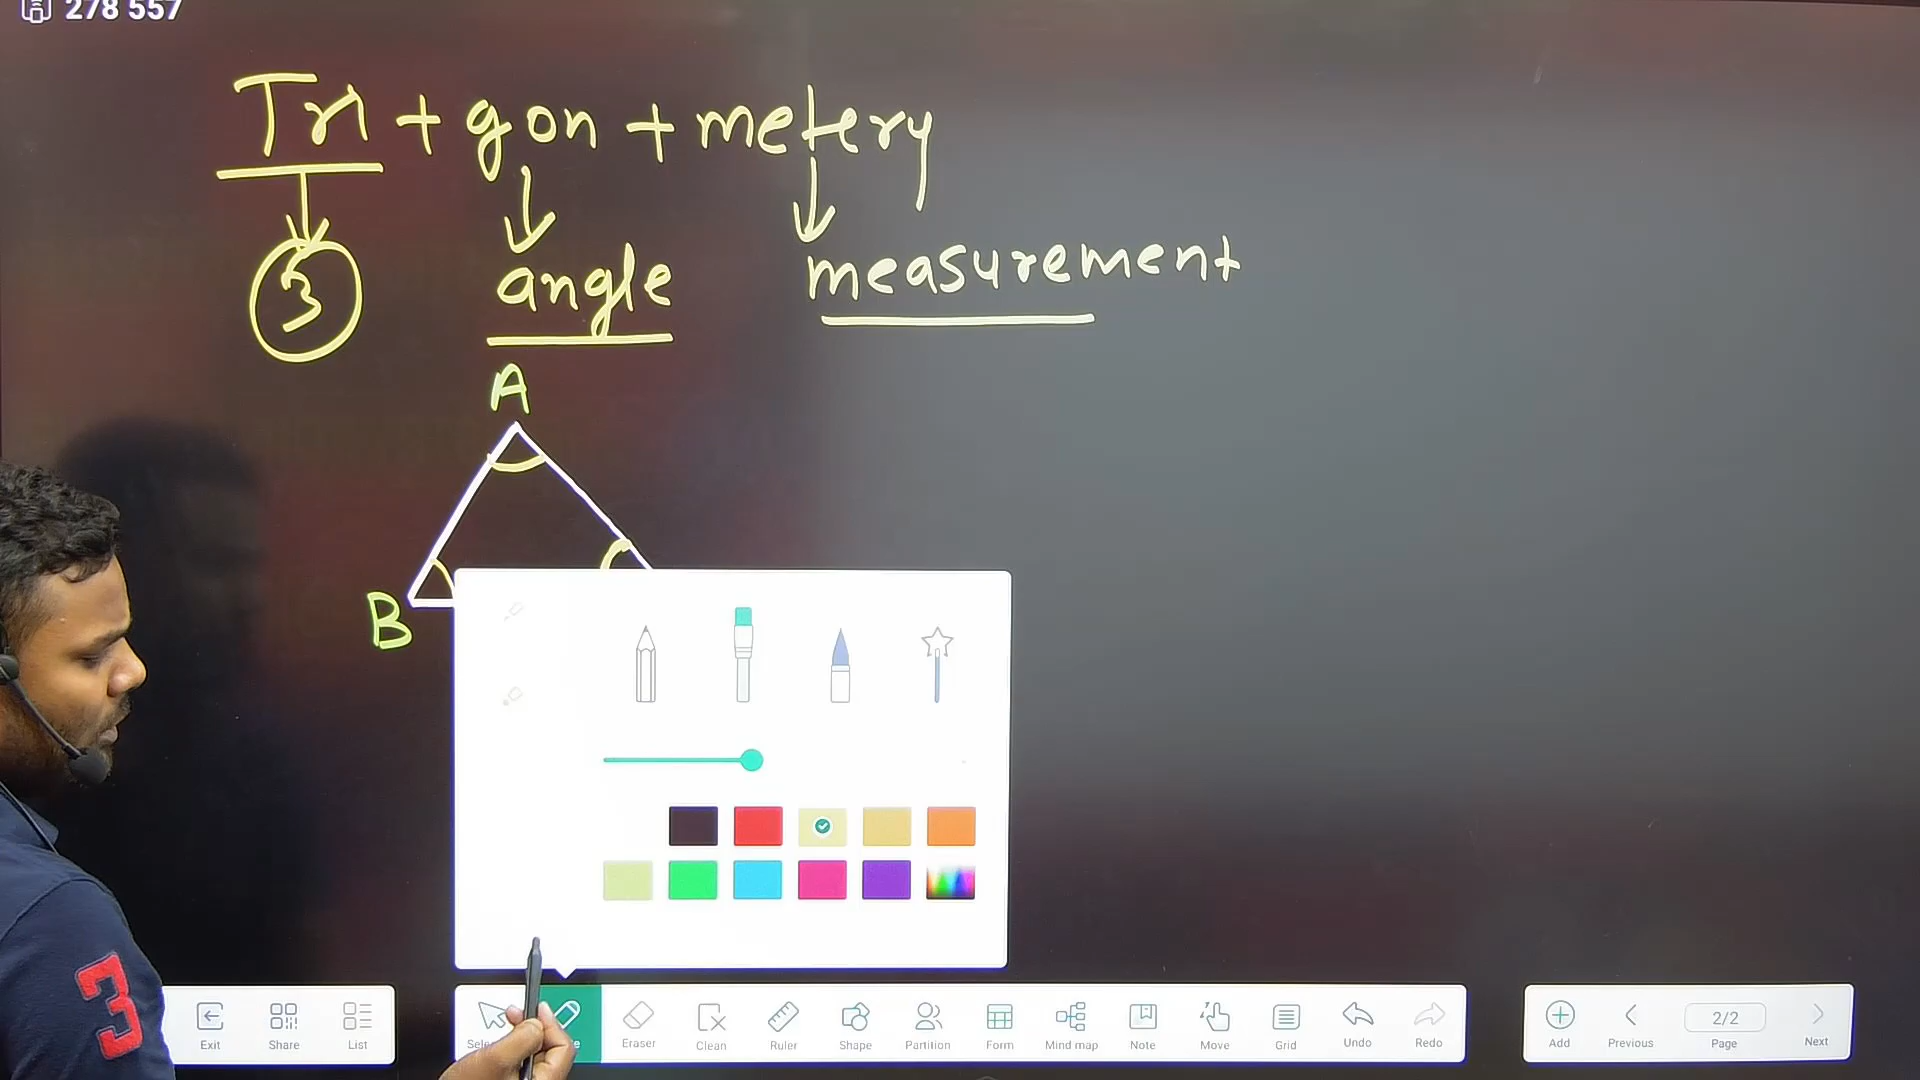 278 557
Tri + gon + metery
3 angle measurement
A
B
3
Exit Share List Eraser Clean Ruler Shape Partition Form Mind map Note Move Grid Undo Redo Add Previous 2/2 Page Next